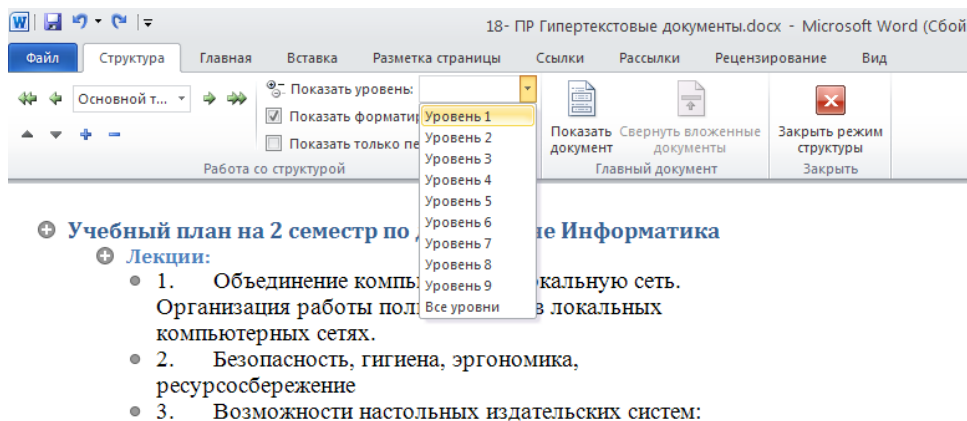 18- ПР Гипертекстовые документы.docx - Microsoft Word (Сбой
Файл Структура Главная Вставка Разметка страницы Ссылки Рассылки Рецензирование Вид
Основной т...
Показать уровень:
Показать форматир
Показать только пе
Работа со структурой
Уровень 1
Уровень 2
Уровень 3
Уровень 4
Уровень 5
Уровень 6
Уровень 7
Уровень 8
Уровень 9
Все уровни
Показать
документ
Свернуть вложенные
документы
Главный документ
Закрыть режим
структуры
Закрыть
Учебный план на 2 семестр по не Информатика
Лекции:
1. Объединение компь кальную сеть.
Организация работы пол в локальных
компьютерных сетях.
2. Безопасность, гигиена, эргономика,
ресурсосбережение
3. Возможности настольных издательских систем: